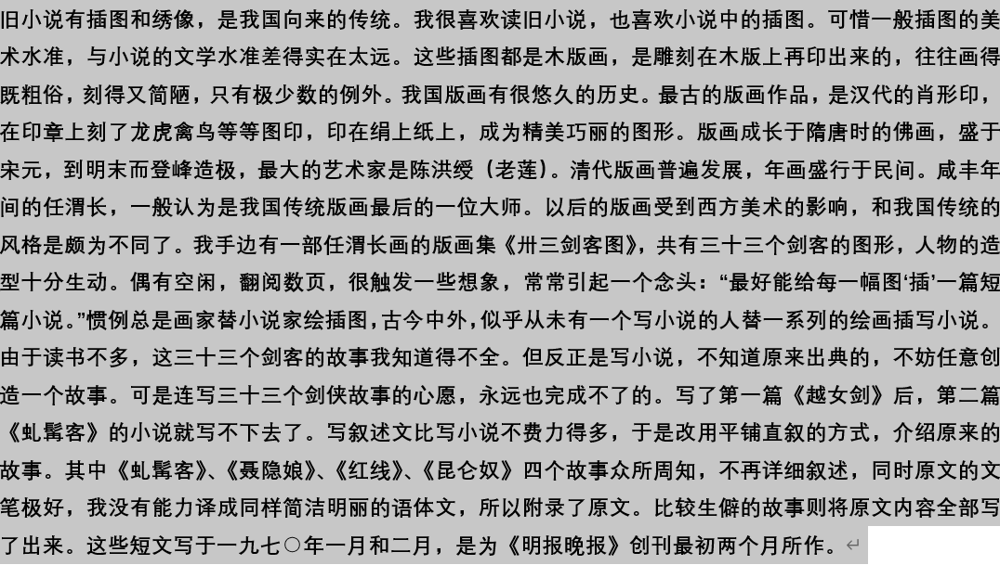 旧小说有插图和绣像，是我国向来的传统。我很喜欢读旧小说，也喜欢小说中的插图。可惜一般插图的美
术水准，与小说的文学水准差得实在太远。这些插图都是木版画，是雕刻在木版上再印出来的，往往画得
既粗俗，刻得又简陋，只有极少数的例外。我国版画有很悠久的历史。最古的版画作品，是汉代的肖形印，
在印章上刻了龙虎禽鸟等等图印，印在绢上纸上，成为精美巧丽的图形。版画成长于隋唐时的佛画，盛于
宋元，到明末而登峰造极，最大的艺术家是陈洪绶（老莲）。清代版画普遍发展，年画盛行于民间。咸丰年
间的任渭长，一般认为是我国传统版画最后的一位大师。以后的版画受到西方美术的影响，和我国传统的
风格是颇为不同了。我手边有一部任渭长画的版画集《卅三剑客图》，共有三十三个剑客的图形，人物的造
型十分生动。偶有空闲，翻阅数页，很触发一些想象，常常引起一个念头：“最好能给每一幅图‘插’一篇短
篇小说。”惯例总是画家替小说家绘插图，古今中外，似乎从未有一个写小说的人替一系列的绘画插写小说。
由于读书不多，这三十三个剑客的故事我知道得不全。但反正是写小说，不知道原来出典的，不妨任意创
造一个故事。可是连写三十三个剑侠故事的心愿，永远也完成不了的。写了第一篇《越女剑》后，第二篇
《虬髯客》的小说就写不下去了。写叙述文比写小说不费力得多，于是改用平铺直叙的方式，介绍原来的
故事。其中《虬髯客》、《聂隐娘》、《红线》、《昆仑奴》四个故事众所周知，不再详细叙述，同时原文的文
笔极好，我没有能力译成同样简洁明丽的语体文，所以附录了原文。比较生僻的故事则将原文内容全部写
了出来。这些短文写于一九七〇年一月和二月，是为《明报晚报》创刊最初两个月所作。